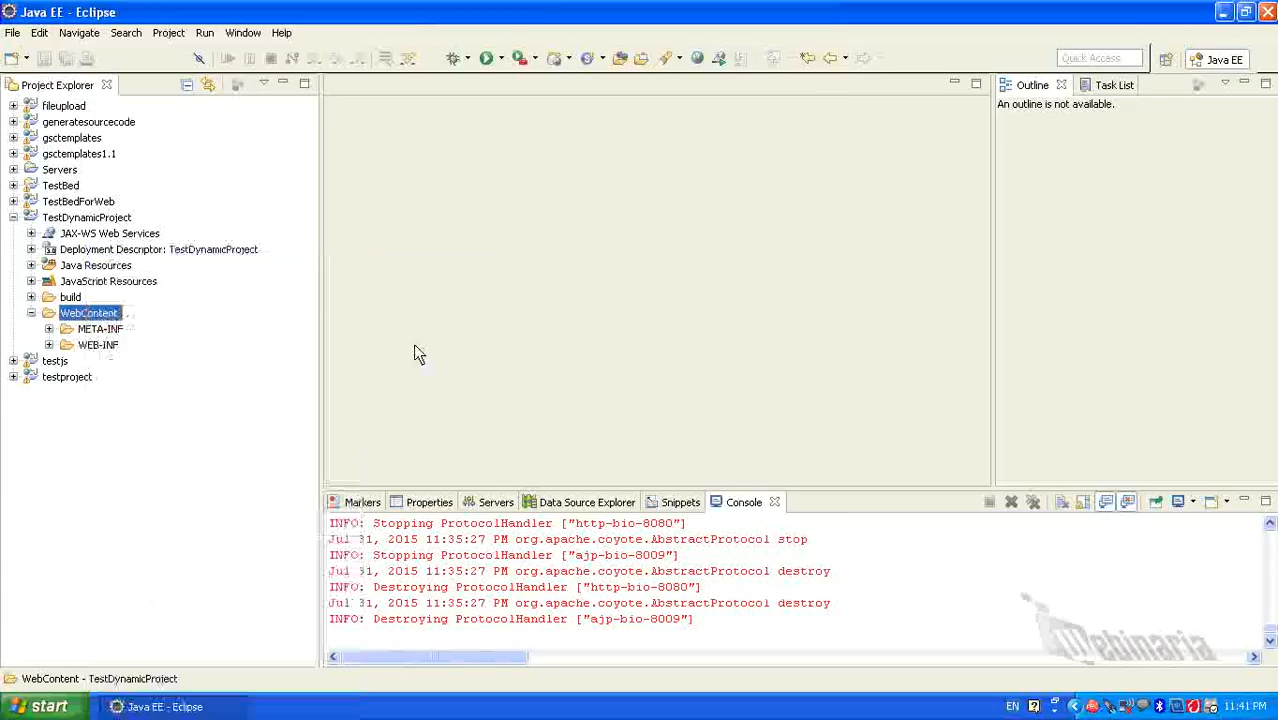 Java EE - Eclipse
File Edit Navigate Search Project Run Window Help
Quick Access
Java EE
Project Explorer
fileupload
generatesourcecode
gsctemplates
gsctemplates1.1
Servers
TestBed
TestBedForWeb
TestDynamicProject
JAX-WS Web Services
Deployment Descriptor: TestDynamicProject
Java Resources
JavaScript Resources
build
WebContent
META-INF
WEB-INF
testjs
testproject
Outline Task List
An outline is not available.
Markers Properties Servers Data Source Explorer Snippets Console
INFO: Stopping ProtocolHandler ["http-bio-8080"]
Jul 31, 2015 11:35:27 PM org.apache.coyote.AbstractProtocol stop
INFO: Stopping ProtocolHandler ["ajp-bio-8009"]
Jul 31, 2015 11:35:27 PM org.apache.coyote.AbstractProtocol destroy
INFO: Destroying ProtocolHandler ["http-bio-8080"]
Jul 31, 2015 11:35:27 PM org.apache.coyote.AbstractProtocol destroy
INFO: Destroying ProtocolHandler ["ajp-bio-8009"]
Webinaria
WebContent - TestDynamicProject
start
Java EE - Eclipse
EN
11:41 PM